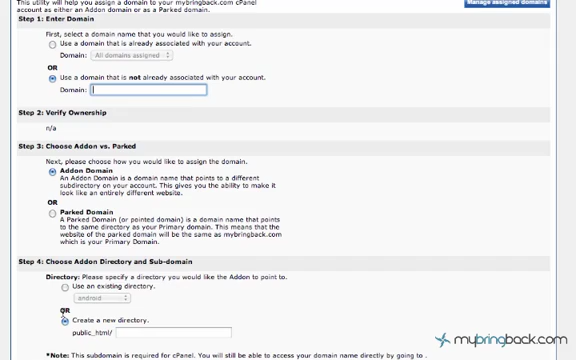 This utility will help you assign a domain to your mybringback.com cPanel
account as either an Addon domain or as a Parked domain.
Manage assigned domains
Step 1: Enter Domain
First, select a domain name that you would like to assign.
Use a domain that is already associated with your account.
Domain: All domains assigned
OR
Use a domain that is not already associated with your account.
Domain:
Step 2: Verify Ownership
n/a
Step 3: Choose Addon vs. Parked
Next, please choose how you would like to assign the domain.
Addon Domain
An Addon Domain is a domain name that points to a different
subdirectory on your account. This gives you the ability to make it
look like an entirely different website.
OR
Parked Domain
A Parked Domain (or pointed domain) is a domain name that points
to the same directory as your Primary domain. This means that the
website of the parked domain will be the same as mybringback.com
which is your Primary Domain.
Step 4: Choose Addon Directory and Sub-domain
Directory: Please specify a directory you would like the Addon to point to.
Use an existing directory.
android
OR
Create a new directory.
public_html/
mybringback.com
*Note: This subdomain is required for cPanel. You will still be able to access your domain name directly by going to .